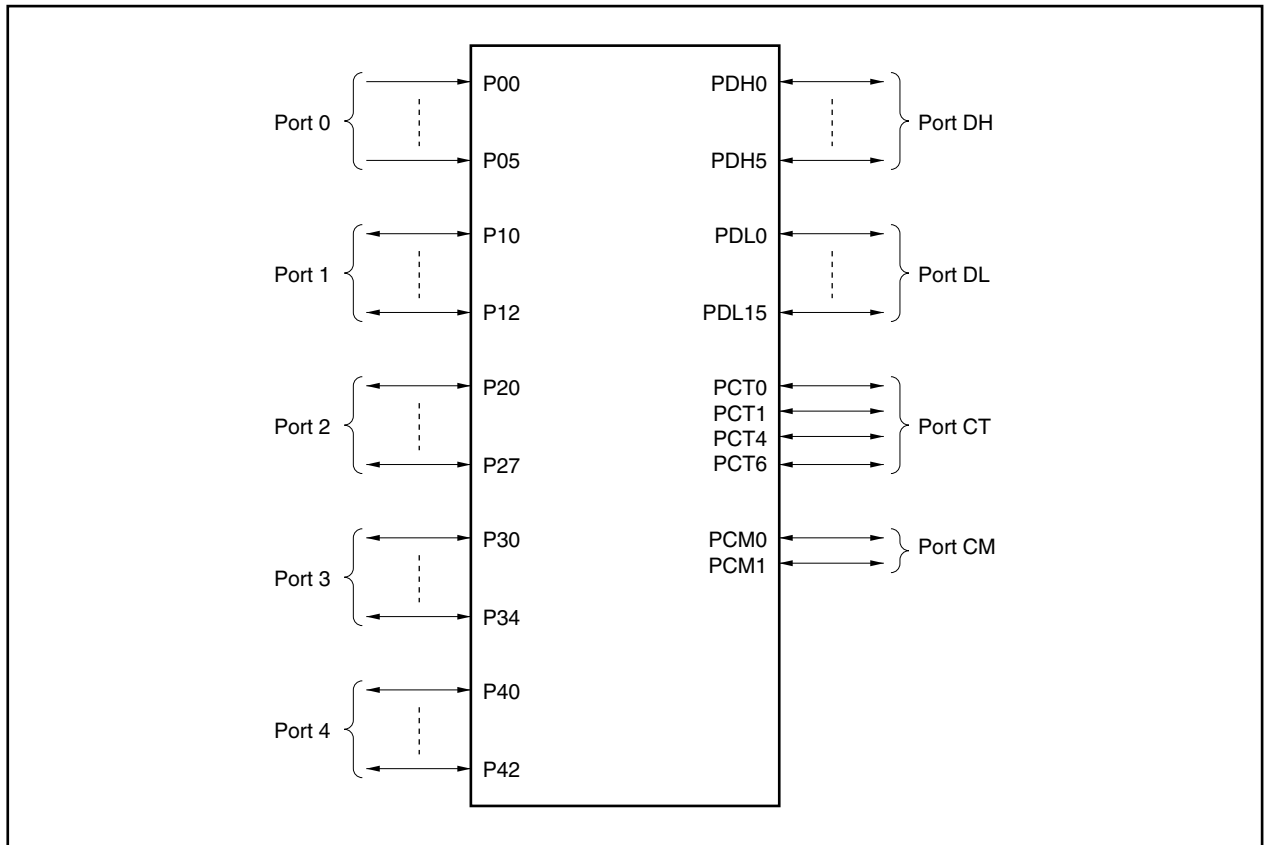 Port 0
P00
P05
Port 1
P10
P12
Port 2
P20
P27
Port 3
P30
P34
Port 4
P40
P42
PDH0
PDH5
Port DH
PDL0
PDL15
Port DL
PCT0
PCT1
PCT4
PCT6
Port CT
PCM0
PCM1
Port CM